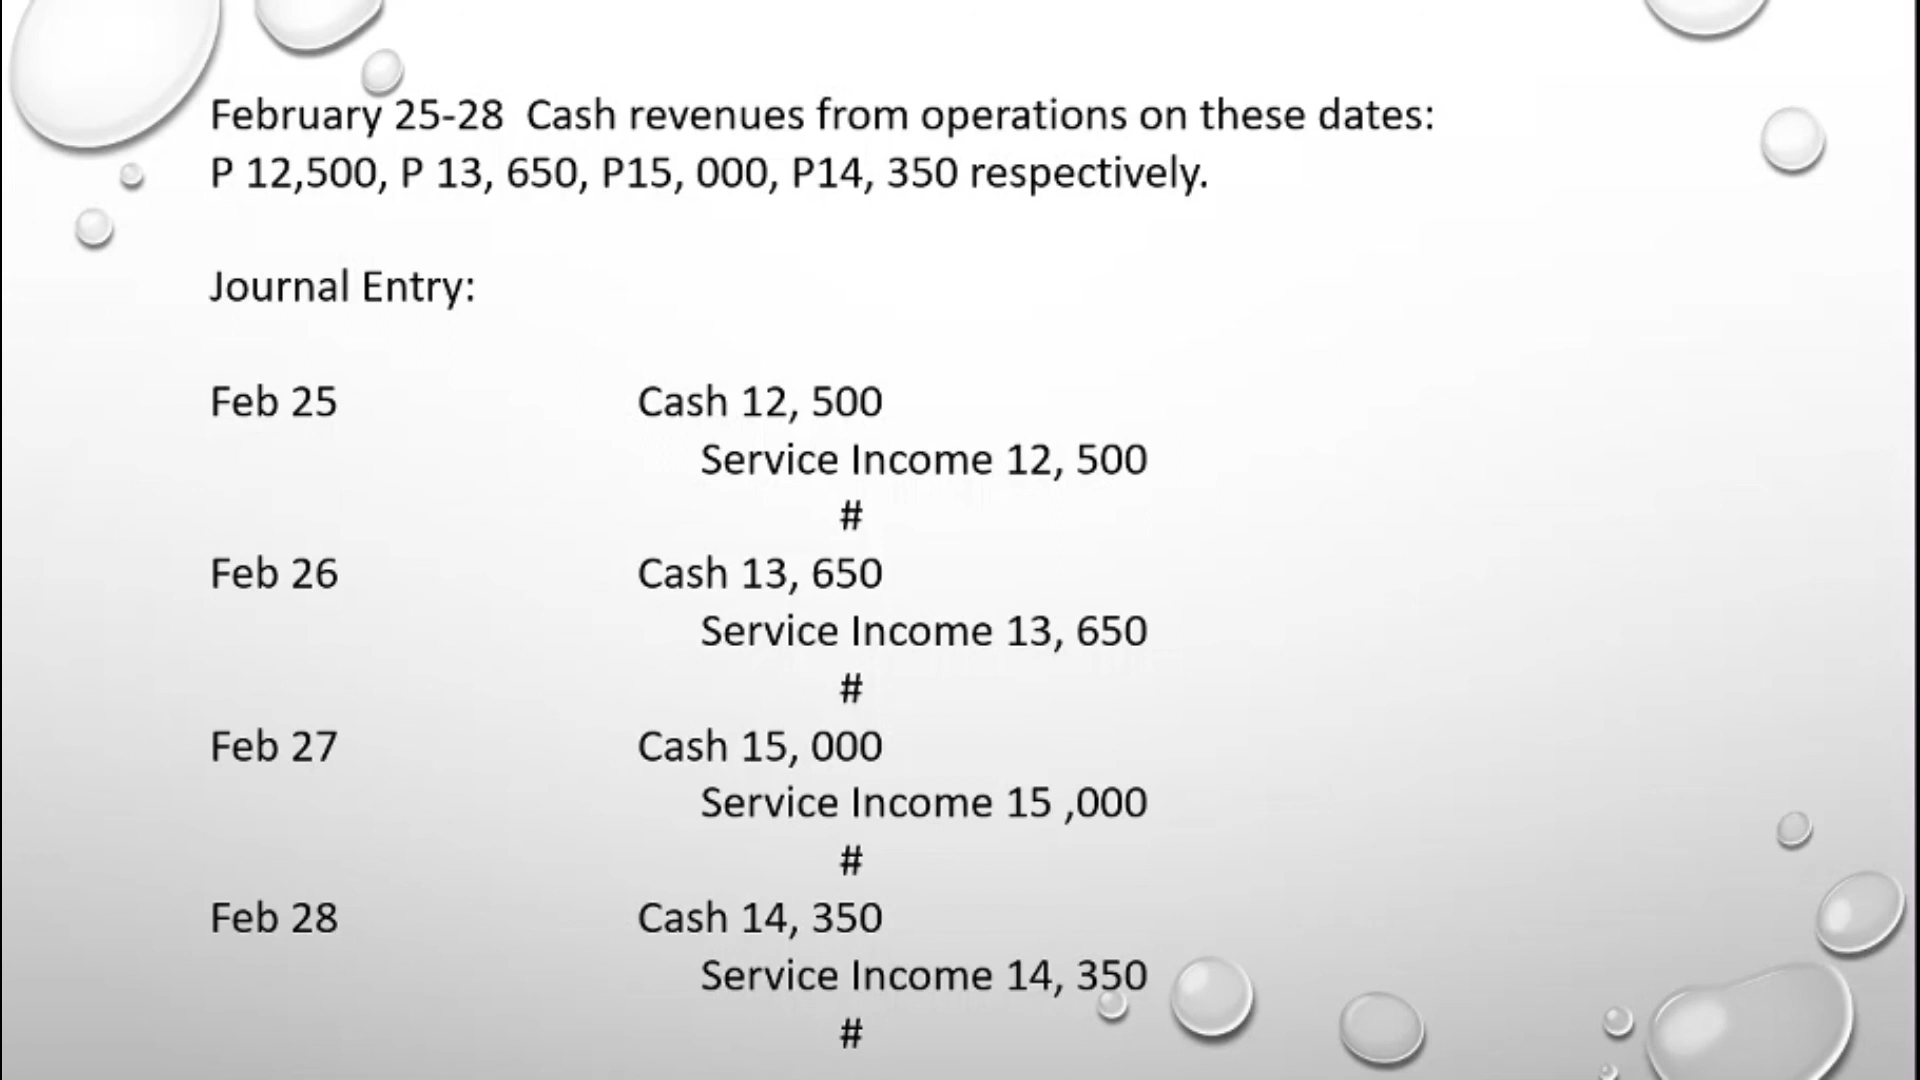 February 25-28  Cash revenues from operations on these dates:
P 12,500, P 13, 650, P15, 000, P14, 350 respectively.
Journal Entry:
Feb 25 Cash 12, 500
Service Income 12, 500
#
Feb 26 Cash 13, 650
Service Income 13, 650
#
Feb 27 Cash 15, 000
Service Income 15 ,000
#
Feb 28 Cash 14, 350
Service Income 14, 350
#